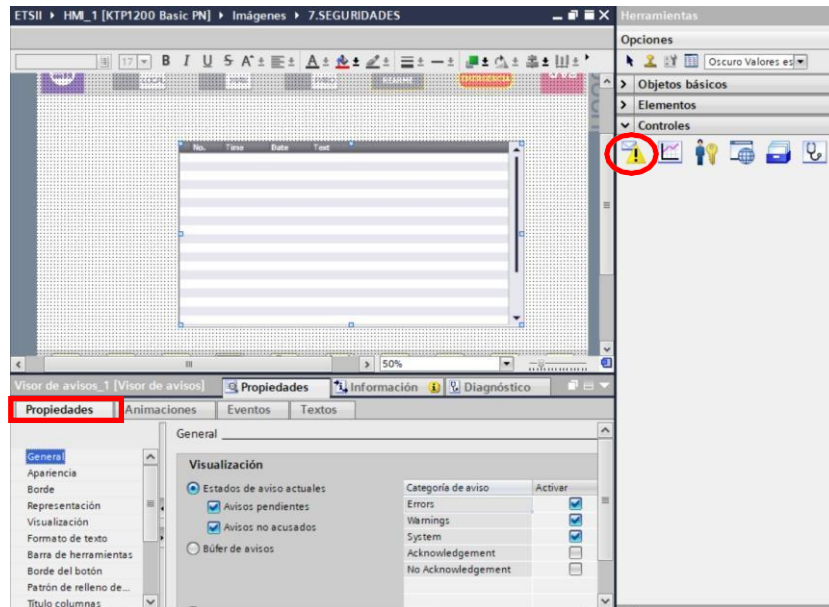 ETSII ▸ HMI_1 [KTP1200 Basic PN] ▸ Imágenes ▸ 7.SEGURIDADES
Herramientas
Opciones
17
B I U S A
Oscuro Valores es
Objetos básicos
Elementos
Controles
LOCAL
EMERGENCIA
No. Time Date Text
50%
Visor de avisos_1 [Visor de avisos]
Propiedades
Información
Diagnóstico
Propiedades
Animaciones
Eventos
Textos
General
General
Apariencia
Borde
Representación
Visualización
Formato de texto
Barra de herramientas
Borde del botón
Patrón de relleno de...
Título columnas
Visualización
Estados de aviso actuales
Avisos pendientes
Avisos no acusados
Búfer de avisos
Categoría de aviso Activar
Errors
Warnings
System
Acknowledgement
No Acknowledgement